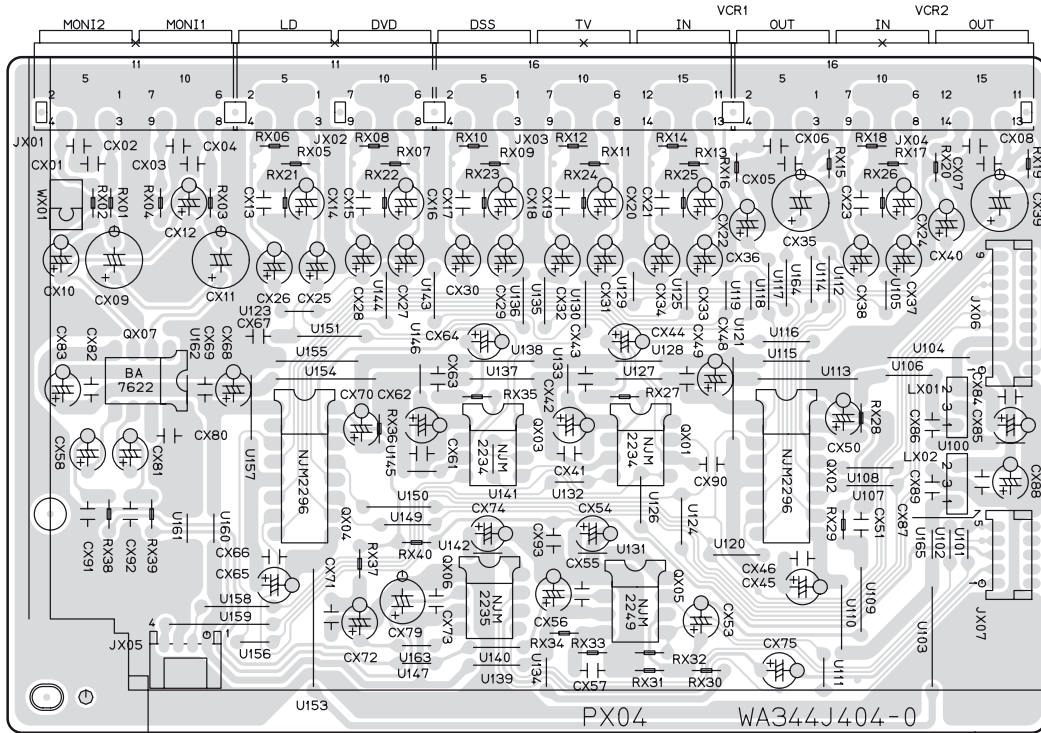 VCR1 VCR2
MONI2 MONI1 LD DVD DSS TV IN OUT IN OUT
11 11 16 16
5 10 5 10 5 10 15 5 10 15
2 1 7 6 2 1 7 6 2 1 7 6 12 11 2 1 7 6 12 11
4 3 9 8 4 3 9 8 4 3 9 8 14 13 4 3 9 8 14 13
JX01 CX02 CX04 RX06 JX02 RX08 RX10 JX03 RX12 RX14 CX06 RX18 JX04 CX08
CX01 CX03 RX05 RX07 RX09 RX11 RX13 RX16 CX05 RX15 RX17 RX20 CX07 RX19
WX01 RX02 RX01 RX04 RX03 RX21 RX22 RX23 RX24 RX25 RX26
CX12 CX13 CX14 CX15 CX16 CX17 CX18 CX19 CX20 CX21 CX22 CX35 CX23 CX24 CX39
CX36 CX40
CX10 CX09 CX11 CX26 CX25 CX28 U144 CX27 U143 CX30 U136 CX29 U135 CX32 U130 CX31 U129 CX34 U125 CX33 U119 U118 U117 U164 U114 U112 CX38 U105 CX37
9 JX06
U123
CX83 CX82 QX07 U162 CX69 CX68 CX67 U151 U146 CX64 U138 CX43 CX44 CX49 CX48 U121 U116
U155 U133 U128 U115 U104
BA
7622
U154 CX63 U137 U127 U113 U106
CX70 CX62 RX35 CX42 RX27 LX01 CX84
RX36 U145 CX61 QX03 QX01 CX50 RX28 CX86 1 3 2 CX85
CX58 CX81 CX80 U157 NJM2296 NJM
2234 CX41 NJM
2234 CX90 NJM2296 QX02 U108 LX02 U100
U150 U141 U132 U126 U124 U107 CX89 2 3 1 CX88
U161 U160 QX04 U149 CX74 CX54 RX29 CX51 CX87 5
CX91 RX38 CX92 RX39 CX66 RX40 U142 CX93 U131 U120 U165 U102 U101
CX65 CX71 RX37 QX06 CX55 QX05 CX46
CX45 1
U158 NJM
2235 CX73 NJM
2249 CX53 U110 U109 JX07
4 U159 1 CX79 CX56
RX34 U103
JX05 U156 CX72 U163 U140 RX33 RX32 CX75
U147 U139 U134 CX57 RX31 RX30 U111
U153
PX04 WA344J404-0